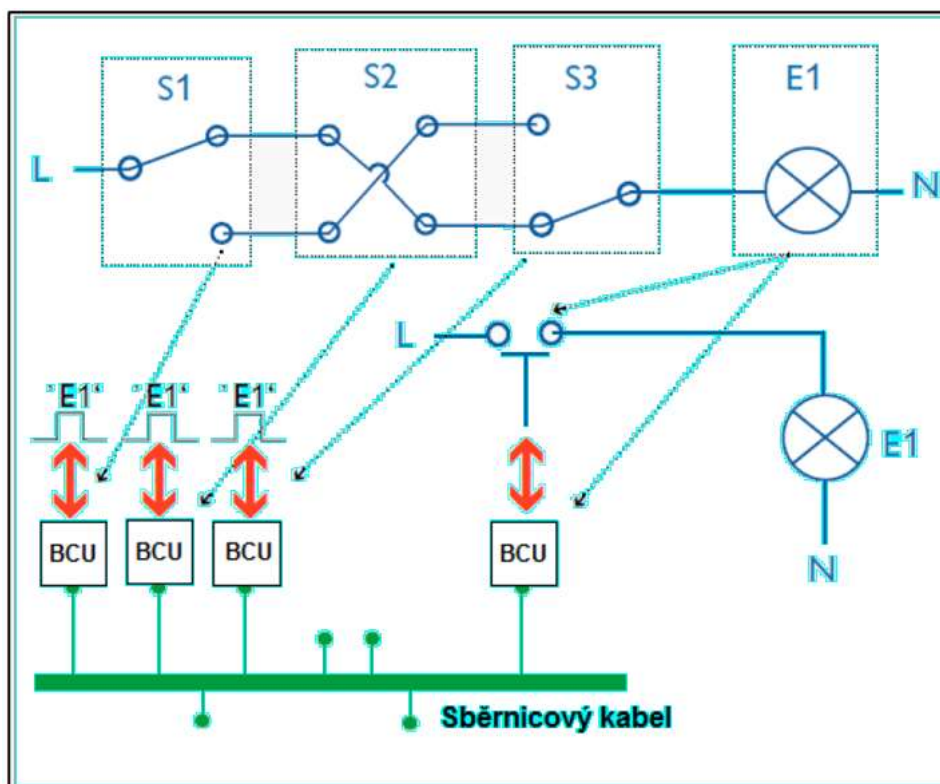 S1 S2 S3 E1
L N
L
"E1" "E1" "E1"
E1
BCU BCU BCU BCU
N
Sběrnicový kabel